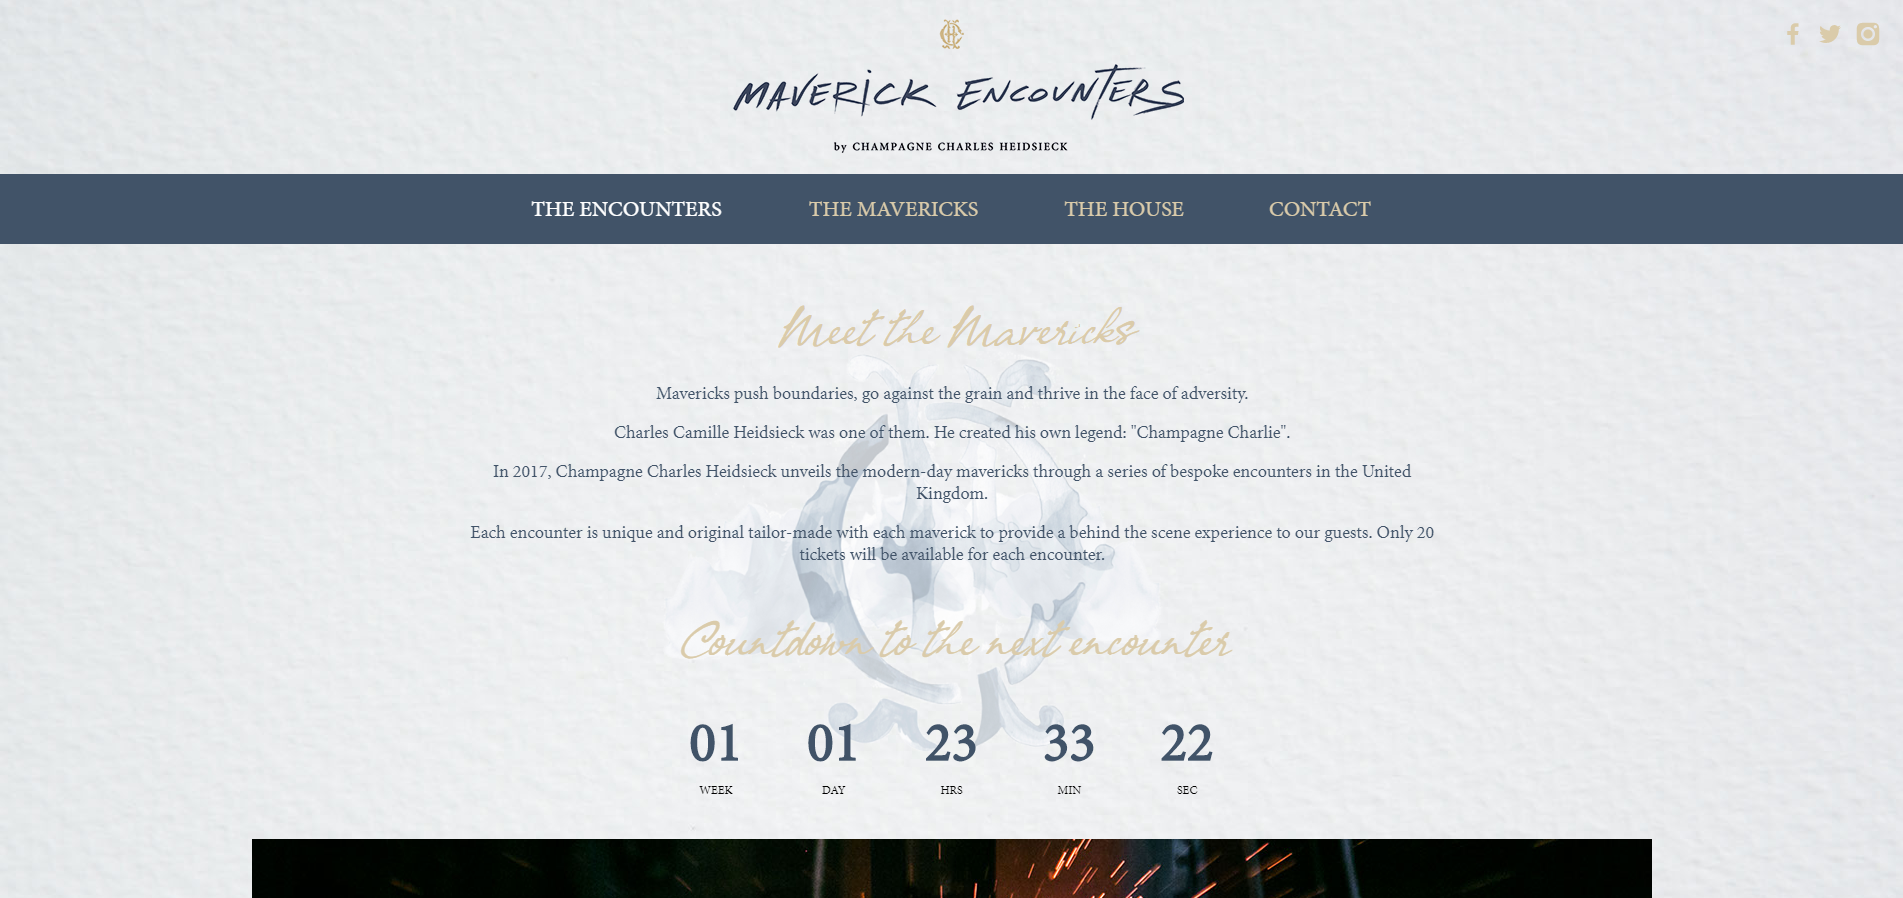 MAVERICK ENCOUNTERS
by CHAMPAGNE CHARLES HEIDSIECK
THE ENCOUNTERS THE MAVERICKS THE HOUSE CONTACT
Meet the Mavericks
Mavericks push boundaries, go against the grain and thrive in the face of adversity.
Charles Camille Heidsieck was one of them. He created his own legend: "Champagne Charlie".
In 2017, Champagne Charles Heidsieck unveils the modern-day mavericks through a series of bespoke encounters in the United
Kingdom.
Each encounter is unique and original tailor-made with each maverick to provide a behind the scene experience to our guests. Only 20
tickets will be available for each encounter.
Countdown to the next encounter
01 01 23 33 22
WEEK DAY HRS MIN SEC